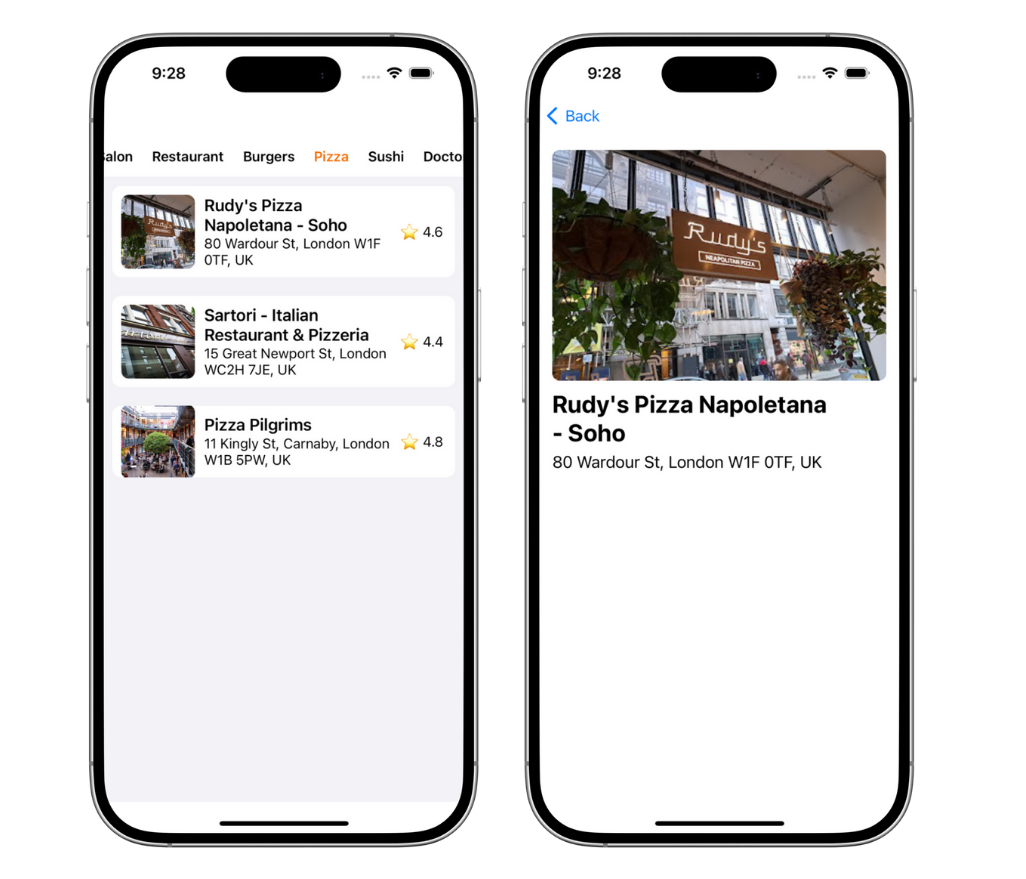 9:28
alon Restaurant Burgers Pizza Sushi Docto
Rudy's Pizza
Napoletana - Soho
80 Wardour St, London W1F
0TF, UK
4.6
Sartori - Italian
Restaurant & Pizzeria
15 Great Newport St, London
WC2H 7JE, UK
4.4
Pizza Pilgrims
11 Kingly St, Carnaby, London
W1B 5PW, UK
4.8
9:28
Back
Rudy's
NEAPOLITAN PIZZA
Rudy's Pizza Napoletana
- Soho
80 Wardour St, London W1F 0TF, UK